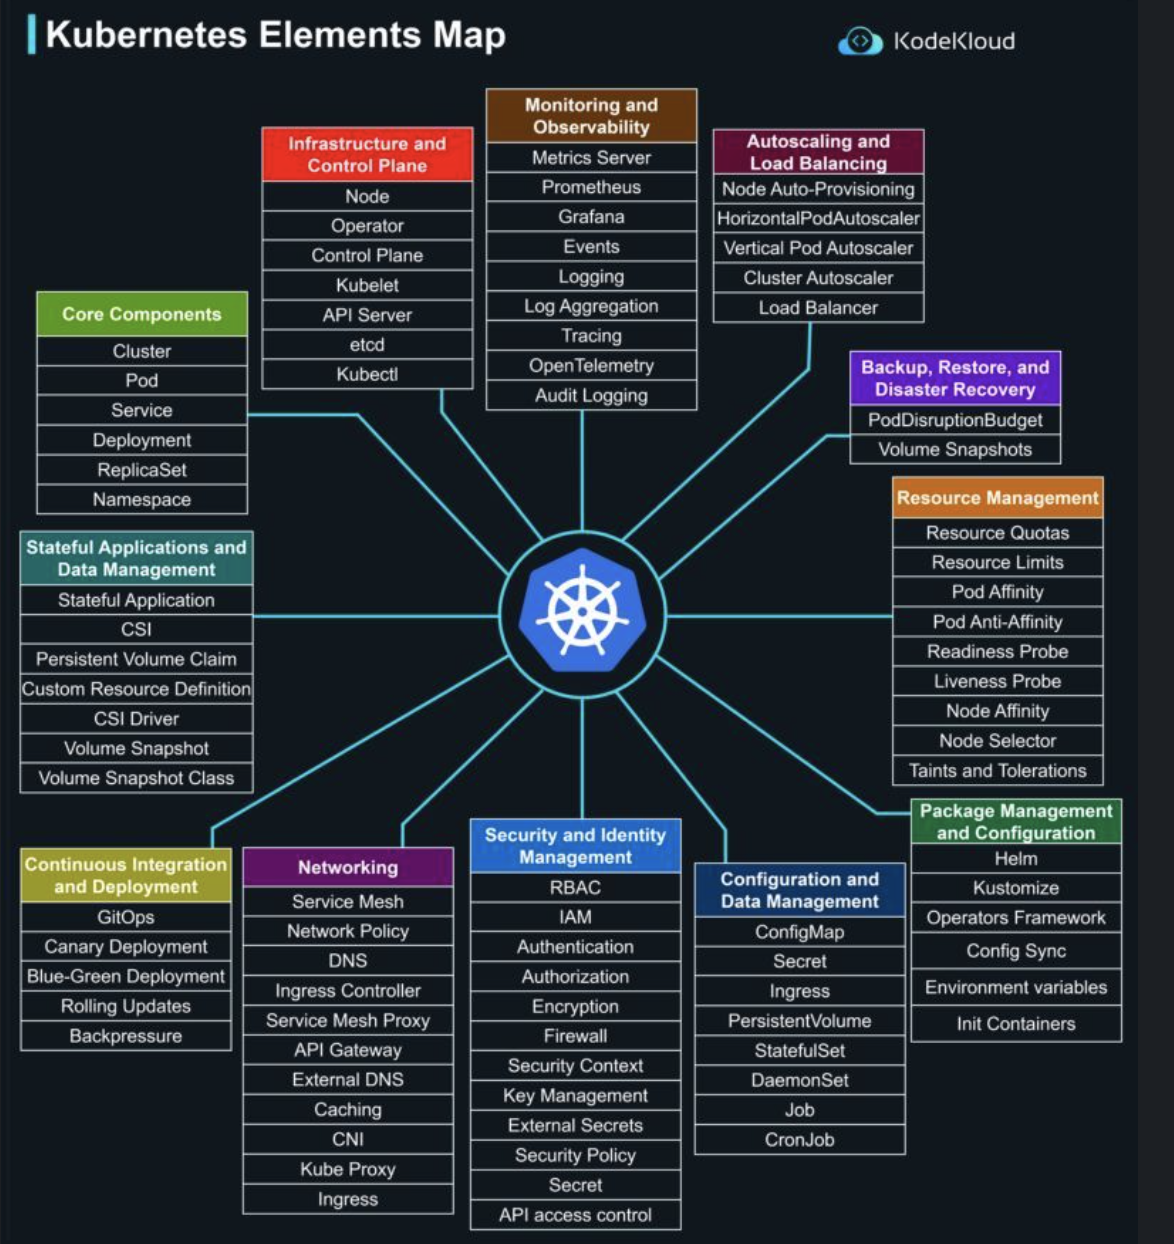 Kubernetes Elements Map
KodeKloud
Core Components
Cluster
Pod
Service
Deployment
ReplicaSet
Namespace
Infrastructure and
Control Plane
Node
Operator
Control Plane
Kubelet
API Server
etcd
Kubectl
Monitoring and
Observability
Metrics Server
Prometheus
Grafana
Events
Logging
Log Aggregation
Tracing
OpenTelemetry
Audit Logging
Autoscaling and
Load Balancing
Node Auto-Provisioning
HorizontalPodAutoscaler
Vertical Pod Autoscaler
Cluster Autoscaler
Load Balancer
Backup, Restore, and
Disaster Recovery
PodDisruptionBudget
Volume Snapshots
Resource Management
Resource Quotas
Resource Limits
Pod Affinity
Pod Anti-Affinity
Readiness Probe
Liveness Probe
Node Affinity
Node Selector
Taints and Tolerations
Stateful Applications and
Data Management
Stateful Application
CSI
Persistent Volume Claim
Custom Resource Definition
CSI Driver
Volume Snapshot
Volume Snapshot Class
Continuous Integration
and Deployment
GitOps
Canary Deployment
Blue-Green Deployment
Rolling Updates
Backpressure
Networking
Service Mesh
Network Policy
DNS
Ingress Controller
Service Mesh Proxy
API Gateway
External DNS
Caching
CNI
Kube Proxy
Ingress
Security and Identity
Management
RBAC
IAM
Authentication
Authorization
Encryption
Firewall
Security Context
Key Management
External Secrets
Security Policy
Secret
API access control
Configuration and
Data Management
ConfigMap
Secret
Ingress
PersistentVolume
StatefulSet
DaemonSet
Job
CronJob
Package Management
and Configuration
Helm
Kustomize
Operators Framework
Config Sync
Environment variables
Init Containers